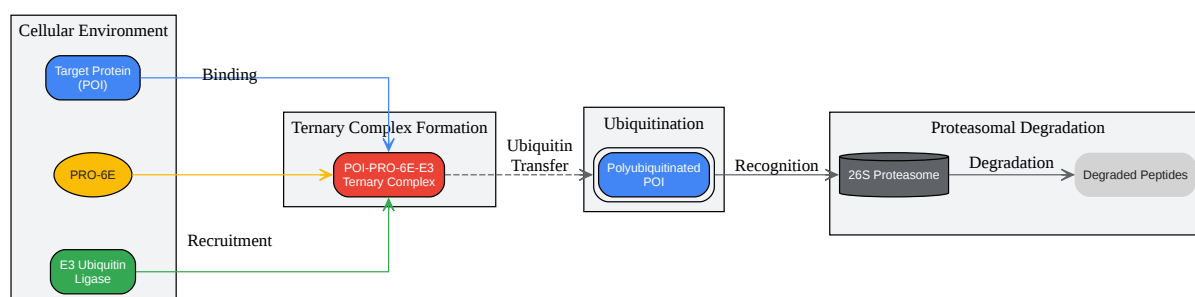 Cellular Environment
Target Protein
(POI)
Binding
PRO-6E
E3 Ubiquitin
Ligase
Recruitment
Ternary Complex Formation
POI-PRO-6E-E3
Ternary Complex
Ubiquitin
Transfer
Ubiquitination
Polyubiquitinated
POI
Recognition
Proteasomal Degradation
26S Proteasome
Degradation
Degraded Peptides